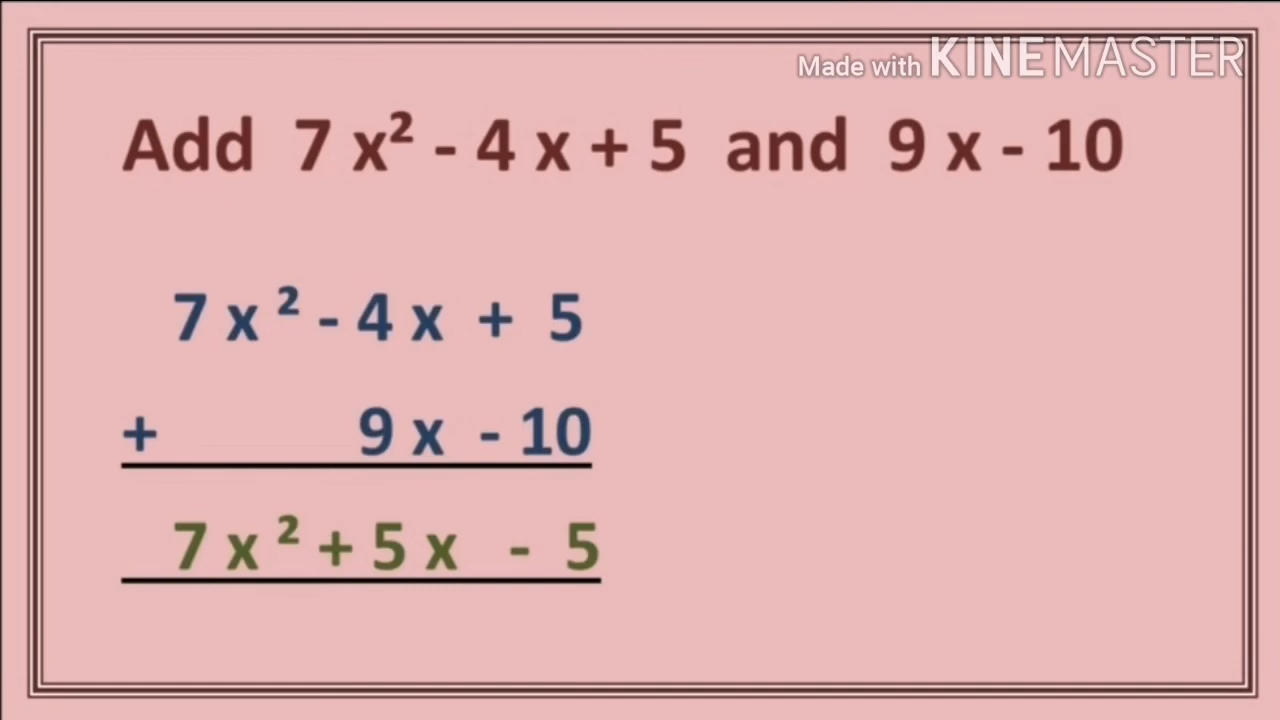 Made with KINEMASTER
Add 7 x² - 4 x + 5 and 9 x - 10
7 x ² - 4 x + 5
+ 9 x - 10
7 x ² + 5 x - 5